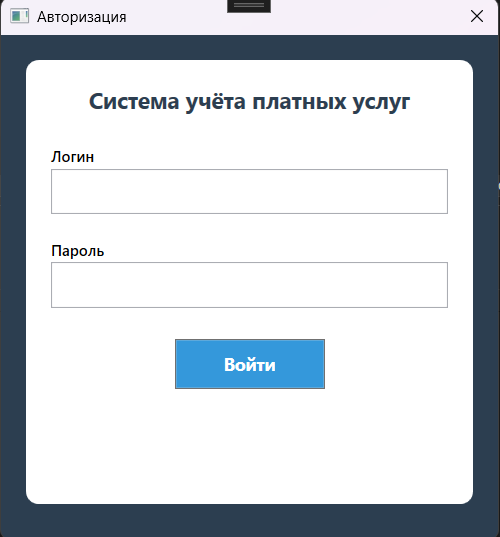 Авторизация
Система учёта платных услуг
Логин
Пароль
Войти